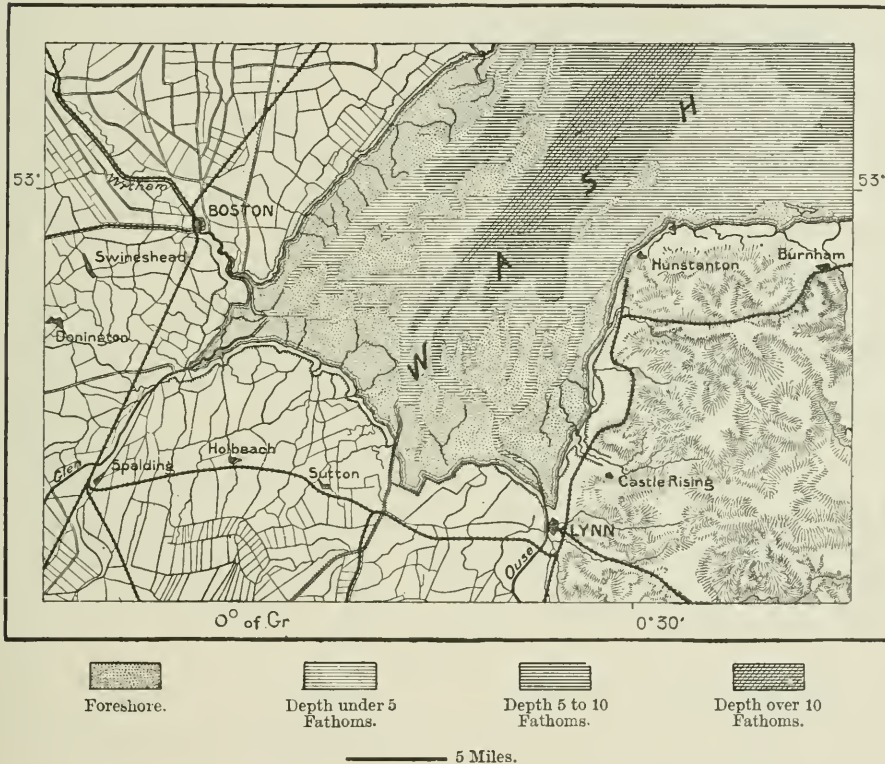 53°
Witham
BOSTON
H
53°
S
Swineshead
A
Hunstanton
Burnham
Donington
W
Glen
Spalding
Holbeach
Sutton
Castle Rising
LYNN
Ouse
0° of Gr
0°30'
Foreshore.
Depth under 5
Fathoms.
Depth 5 to 10
Fathoms.
Depth over 10
Fathoms.
5 Miles.